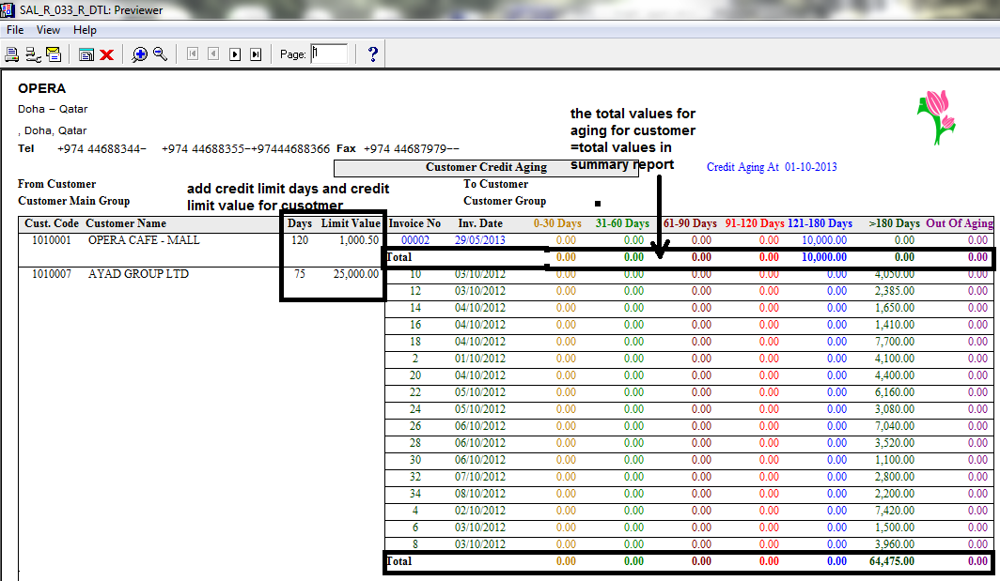 SAL_R_033_R_DTL: Previewer
File View Help
Page: 1
OPERA
Doha – Qatar
, Doha, Qatar
Tel +974 44688344– +974 44688355–+97444688366 Fax +974 44687979––
the total values for
aging for customer
=total values in
summary report
Customer Credit Aging
Credit Aging At 01-10-2013
From Customer To Customer
Customer Main Group Customer Group
add credit limit days and credit
limit value for cusotmer
Cust. Code Customer Name Days Limit Value Invoice No Inv. Date 0-30 Days 31-60 Days 61-90 Days 91-120 Days 121-180 Days >180 Days Out Of Aging
1010001 OPERA CAFE - MALL 120 1,000.50 00002 29/05/2013 0.00 0.00 0.00 0.00 10,000.00 0.00 0.00
Total 0.00 0.00 0.00 0.00 10,000.00 0.00 0.00
1010007 AYAD GROUP LTD 75 25,000.00 10 03/10/2012 0.00 0.00 0.00 0.00 0.00 4,050.00 0.00
12 03/10/2012 0.00 0.00 0.00 0.00 0.00 2,385.00 0.00
14 04/10/2012 0.00 0.00 0.00 0.00 0.00 1,650.00 0.00
16 04/10/2012 0.00 0.00 0.00 0.00 0.00 1,410.00 0.00
18 04/10/2012 0.00 0.00 0.00 0.00 0.00 7,700.00 0.00
2 01/10/2012 0.00 0.00 0.00 0.00 0.00 4,100.00 0.00
20 04/10/2012 0.00 0.00 0.00 0.00 0.00 4,400.00 0.00
22 05/10/2012 0.00 0.00 0.00 0.00 0.00 6,160.00 0.00
24 05/10/2012 0.00 0.00 0.00 0.00 0.00 3,080.00 0.00
26 06/10/2012 0.00 0.00 0.00 0.00 0.00 7,040.00 0.00
28 06/10/2012 0.00 0.00 0.00 0.00 0.00 3,520.00 0.00
30 06/10/2012 0.00 0.00 0.00 0.00 0.00 1,100.00 0.00
32 07/10/2012 0.00 0.00 0.00 0.00 0.00 2,800.00 0.00
34 08/10/2012 0.00 0.00 0.00 0.00 0.00 2,200.00 0.00
4 02/10/2012 0.00 0.00 0.00 0.00 0.00 7,420.00 0.00
6 03/10/2012 0.00 0.00 0.00 0.00 0.00 1,500.00 0.00
8 03/10/2012 0.00 0.00 0.00 0.00 0.00 3,960.00 0.00
Total 0.00 0.00 0.00 0.00 0.00 64,475.00 0.00